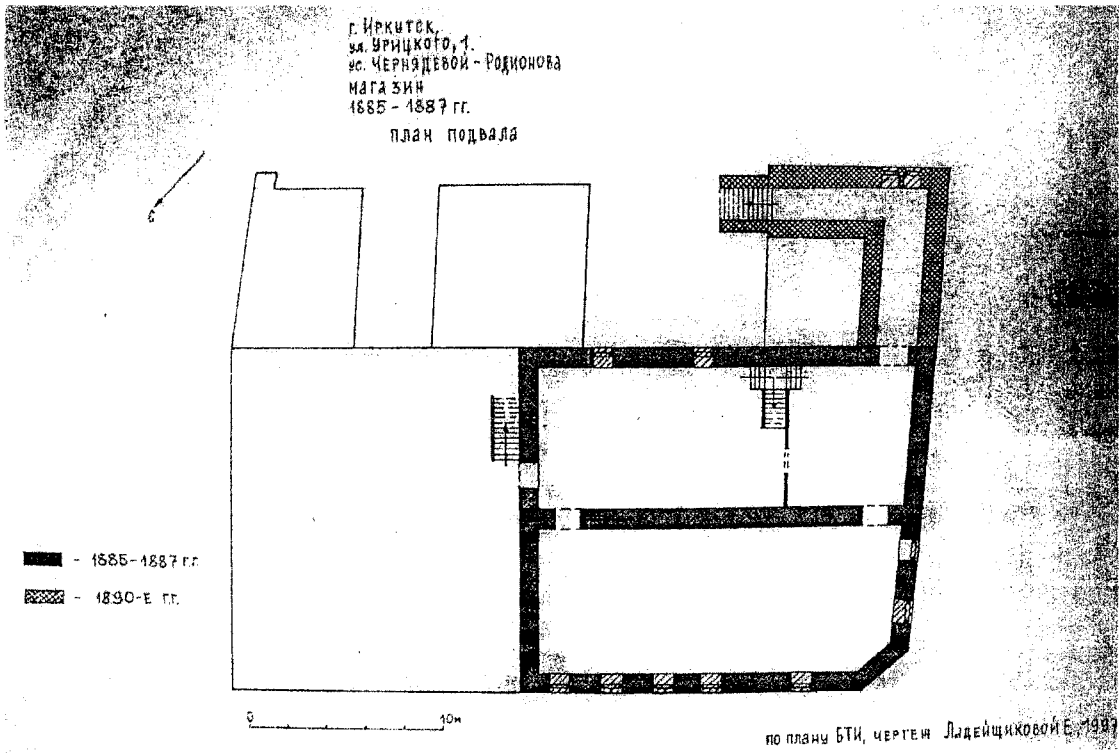 г. Иркутск,
ул. Урицкого, 1.
ус. Чернядевой - Родионова
магазин
1885 - 1887 гг.
план подвала
С
- 1885-1887 гг.
- 1890-е гг.
0 10м
по плану БТИ, чертеж Ладейщиковой Е.